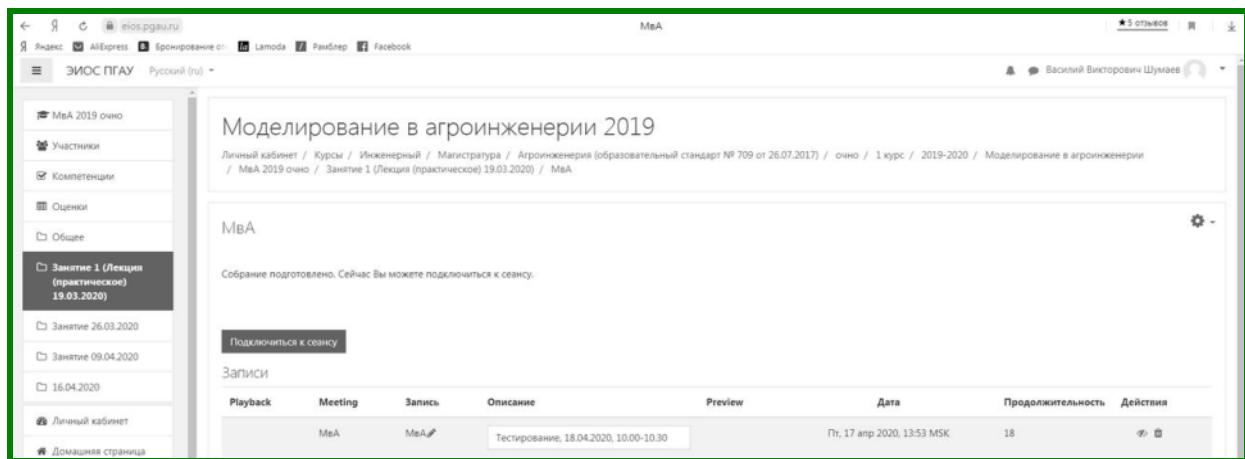 eios.pgau.ru
МвА
★5 отзывов
Яндекс AliExpress Бронирование от Lamoda Рамблер Facebook
ЭИОС ПГАУ Русский (ru)
Василий Викторович Шумаев
МвА 2019 очно
Участники
Компетенции
Оценки
Общее
Занятие 1 (Лекция
(практическое)
19.03.2020)
Занятие 26.03.2020
Занятие 09.04.2020
16.04.2020
Личный кабинет
Домашняя страница
Моделирование в агроинженерии 2019
Личный кабинет / Курсы / Инженерный / Магистратура / Агроинженерия (образовательный стандарт № 709 от 26.07.2017) / очно / 1 курс / 2019-2020 / Моделирование в агроинженерии
/ МвА 2019 очно / Занятие 1 (Лекция (практическое) 19.03.2020) / МвА
МвА
Собрание подготовлено. Сейчас Вы можете подключиться к сеансу.
Подключиться к сеансу
Записи
Playback Meeting Запись Описание Preview Дата Продолжительность Действия
МвА МвА Тестирование, 18.04.2020, 10.00-10.30 Пт, 17 апр 2020, 13:53 MSK 18